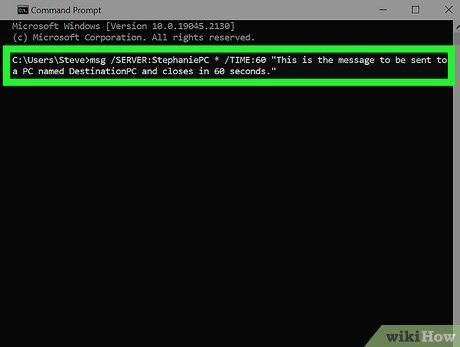 Command Prompt
Microsoft Windows [Version 10.0.19045.2130]
(c) Microsoft Corporation. All rights reserved.
C:\Users\Steve>msg /SERVER:StephaniePC * /TIME:60 "This is the message to be sent to
a PC named DestinationPC and closes in 60 seconds."
wikiHow